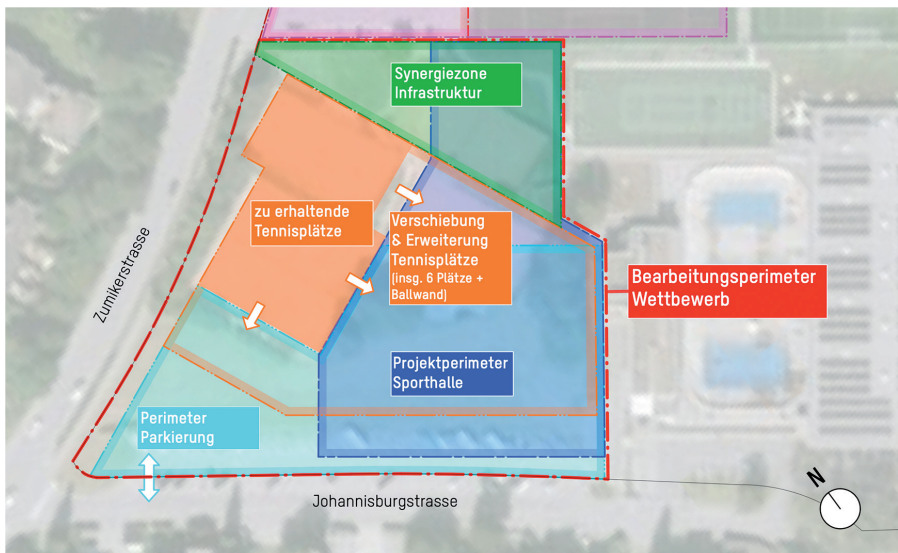 Synergiezone
Infrastruktur
zu erhaltende
Tennisplätze
Verschiebung
& Erweiterung
Tennisplätze
(insg. 6 Plätze +
Ballwand)
Bearbeitungsperimeter
Wettbewerb
Zumikerstrasse
Projektperimeter
Sporthalle
Perimeter
Parkierung
Johannisburgstrasse
N